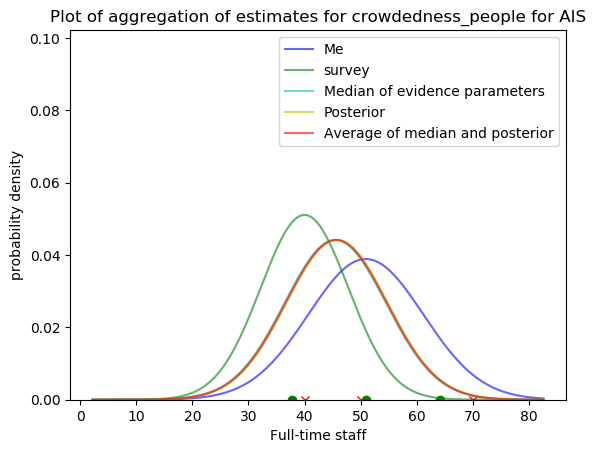 Plot of aggregation of estimates for crowdedness_people for AIS
0.10
0.08
0.06
0.04
0.02
0.00
probability density
Me
survey
Median of evidence parameters
Posterior
Average of median and posterior
0 10 20 30 40 50 60 70 80
Full-time staff